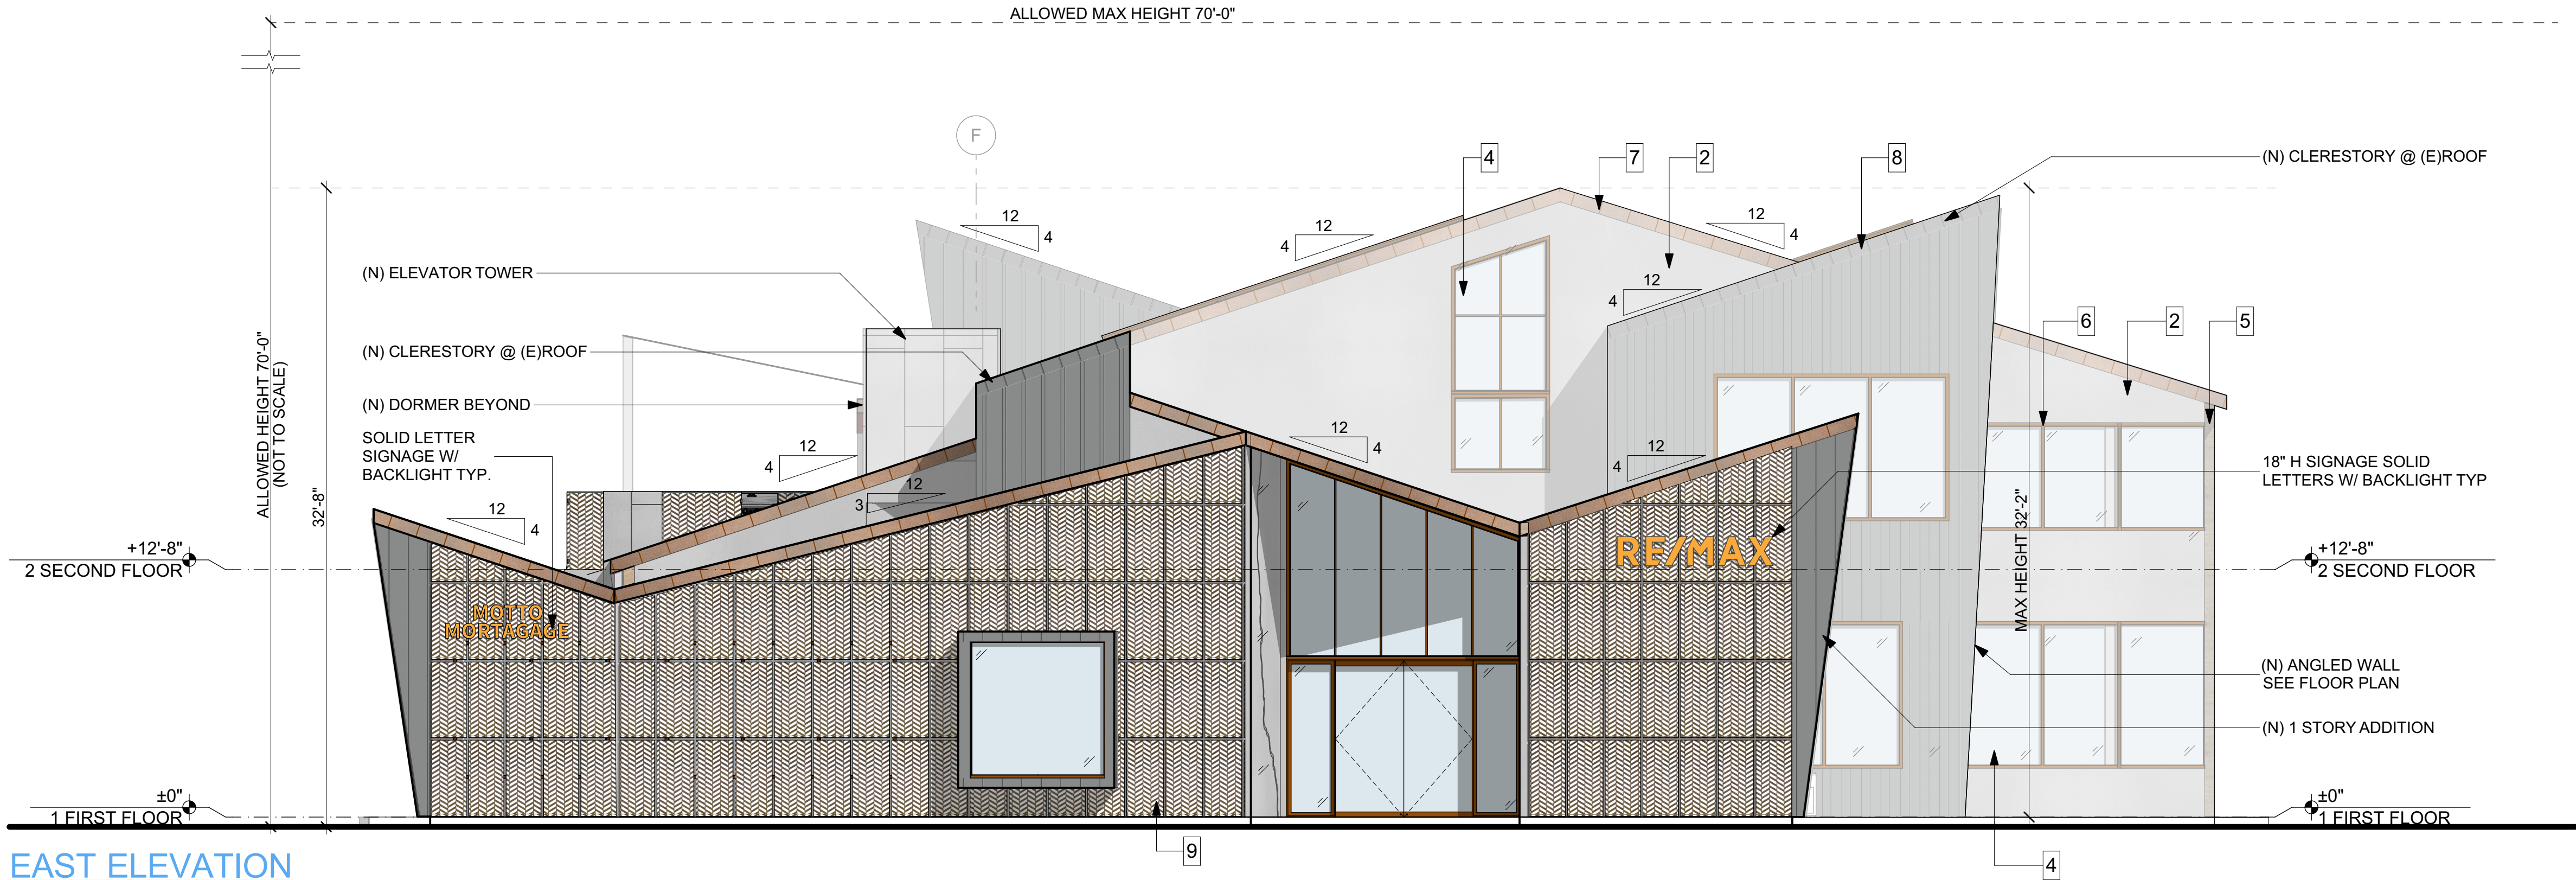 ALLOWED MAX HEIGHT 70'-0"
F
4
7
2
8
(N) CLERESTORY @ (E)ROOF
12
4
12
4
12
4
(N) ELEVATOR TOWER
12
4
6
2
5
ALLOWED HEIGHT 70'-0"
(NOT TO SCALE)
(N) CLERESTORY @ (E)ROOF
(N) DORMER BEYOND
SOLID LETTER
SIGNAGE W/
BACKLIGHT TYP.
12
4
12
4
12
4
18" H SIGNAGE SOLID
LETTERS W/ BACKLIGHT TYP
32'-8"
12
3
12
4
RE/MAX
+12'-8"
2 SECOND FLOOR
+12'-8"
2 SECOND FLOOR
MOTTO
MORTAGAGE
MAX HEIGHT 32'-2"
(N) ANGLED WALL
SEE FLOOR PLAN
(N) 1 STORY ADDITION
±0"
1 FIRST FLOOR
±0"
1 FIRST FLOOR
9
4
EAST ELEVATION